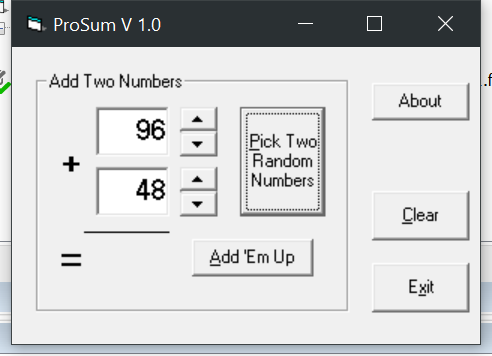 ProSum V 1.0
Add Two Numbers
96
+
48
=
Pick Two
Random
Numbers
Add 'Em Up
About
Clear
Exit